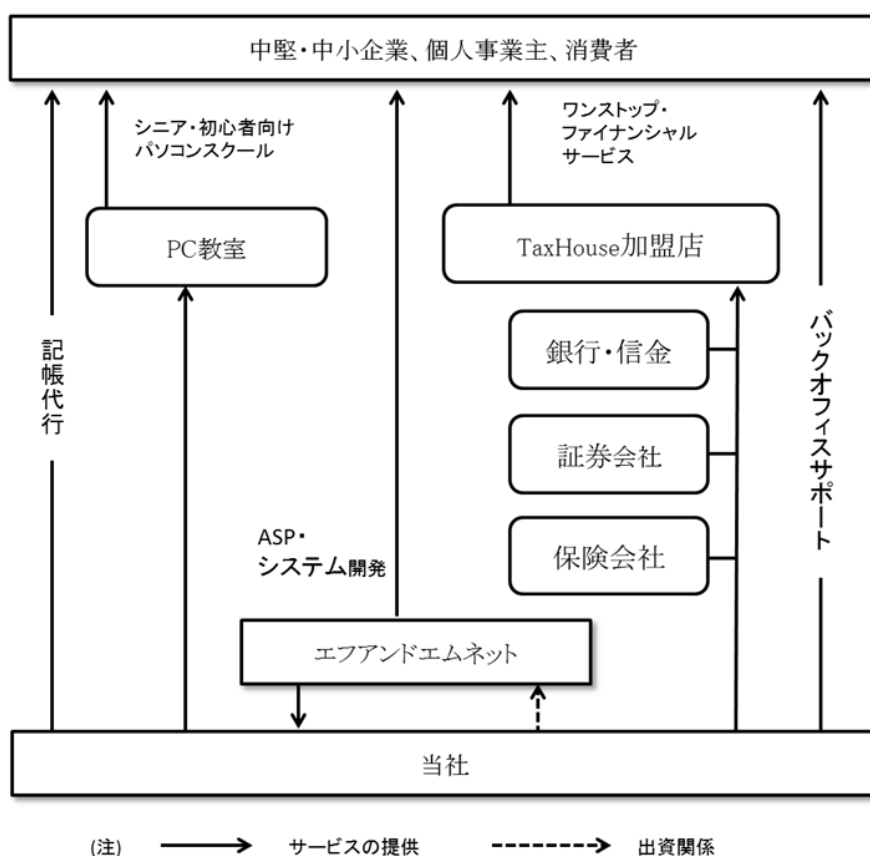 中堅・中小企業、個人事業主、消費者
シニア・初心者向け
パソコンスクール
ワンストップ・
ファイナンシャル
サービス
PC教室
TaxHouse加盟店
銀行・信金
証券会社
保険会社
記帳代行
バックオフィスサポート
ASP・
システム開発
エフアンドエムネット
当社
(注)
サービスの提供
出資関係